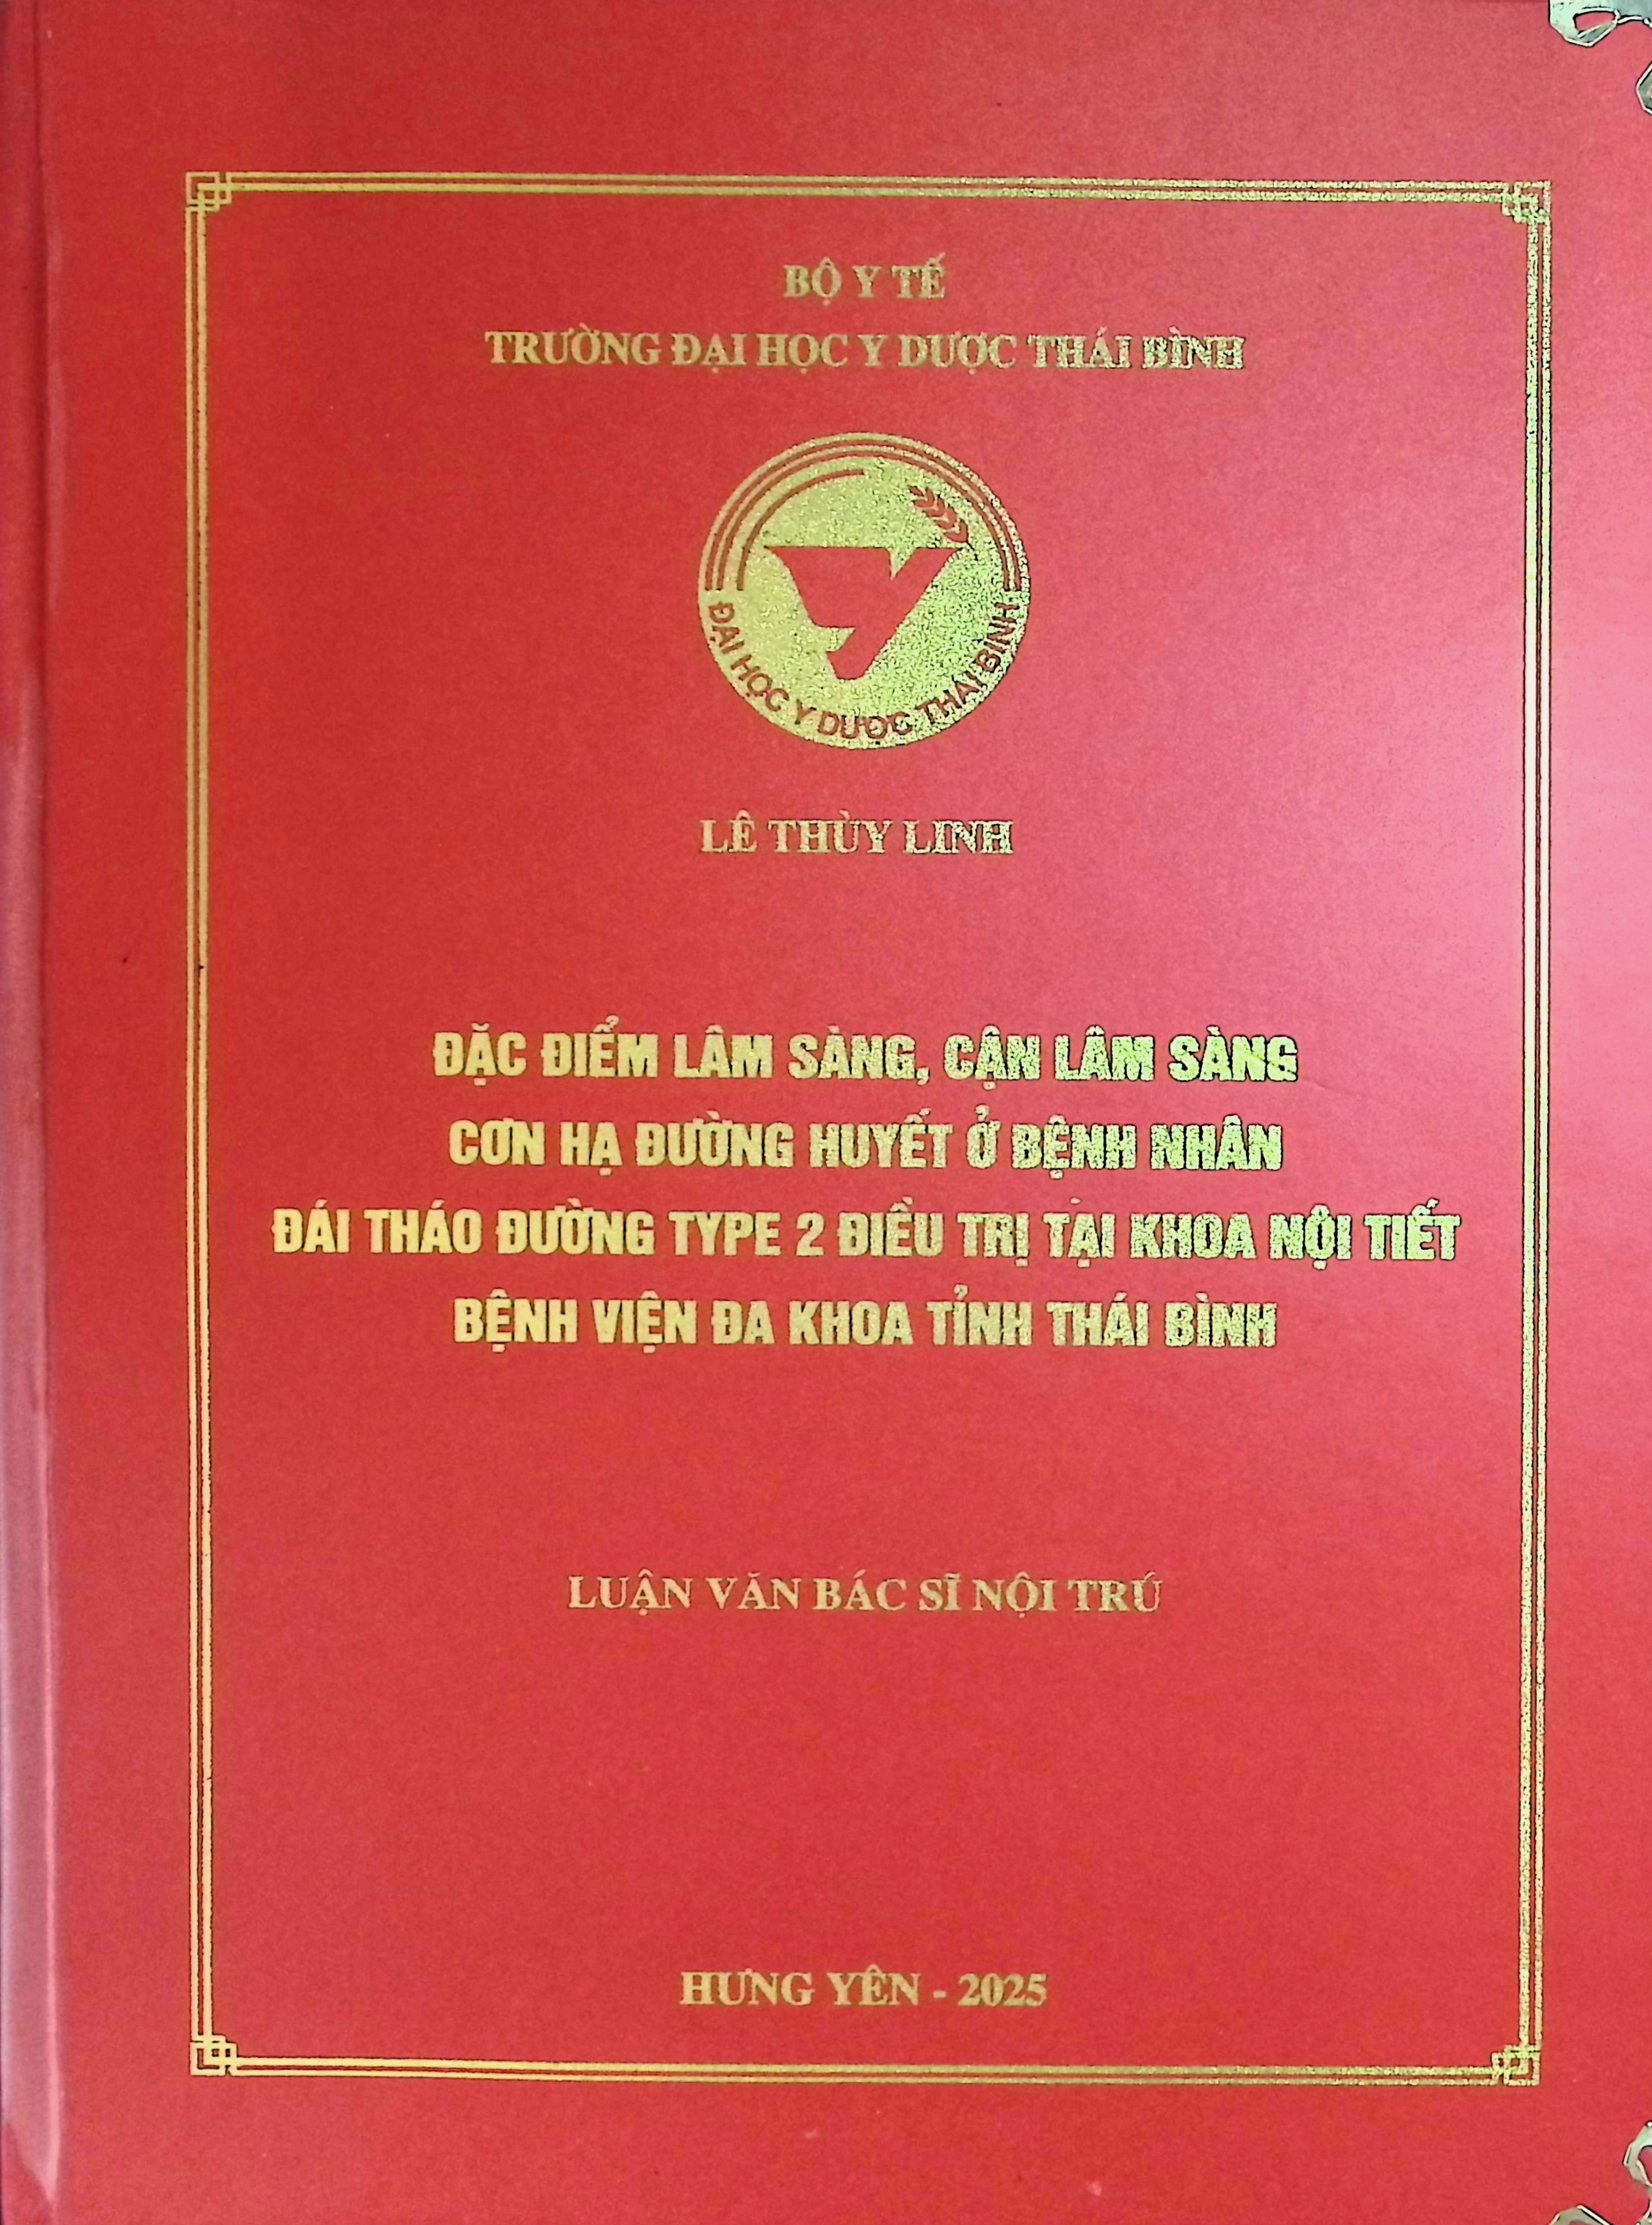 BỘ Y TẾ
TRƯỜNG ĐẠI HỌC Y DƯỢC THÁI BÌNH
ĐẠI HỌC Y DƯỢC THÁI BÌNH
LÊ THÙY LINH
ĐẶC ĐIỂM LÂM SÀNG, CẬN LÂM SÀNG
CƠN HẠ ĐƯỜNG HUYẾT Ở BỆNH NHÂN
ĐÁI THÁO ĐƯỜNG TYPE 2 ĐIỀU TRỊ TẠI KHOA NỘI TIẾT
BỆNH VIỆN ĐA KHOA TỈNH THÁI BÌNH
LUẬN VĂN BÁC SĨ NỘI TRÚ
HƯNG YÊN - 2025